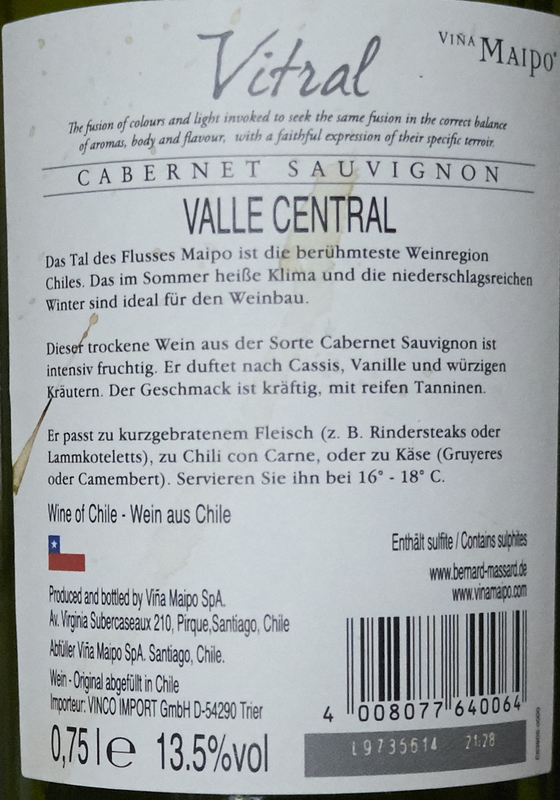 Vitral
VIÑA MAIPO®
The fusion of colours and light invoked to seek the same fusion in the correct balance
of aromas, body and flavour, with a faithful expression of their specific terroir.
CABERNET SAUVIGNON
VALLE CENTRAL
Das Tal des Flusses Maipo ist die berühmteste Weinregion
Chiles. Das im Sommer heiße Klima und die niederschlagsreichen
Winter sind ideal für den Weinbau.
Dieser trockene Wein aus der Sorte Cabernet Sauvignon ist
intensiv fruchtig. Er duftet nach Cassis, Vanille und würzigen
Kräutern. Der Geschmack ist kräftig, mit reifen Tanninen.
Er passt zu kurzgebratenem Fleisch (z. B. Rindersteaks oder
Lammkoteletts), zu Chili con Carne, oder zu Käse (Gruyeres
oder Camembert). Servieren Sie ihn bei 16° - 18° C.
Wine of Chile - Wein aus Chile
Enthält sulfite / Contains sulphites
www.bernard-massard.de
www.vinamaipo.com
Produced and bottled by Viña Maipo SpA.
Av. Virginia Subercaseaux 210, Pirque,Santiago, Chile
Abfüller Viña Maipo SpA. Santiago, Chile.
Wein - Original abgefüllt in Chile
Importeur: VINCO IMPORT GmbH D-54290 Trier
0,75 l e 13.5%vol
4 008077 640064
L9735614 21:28